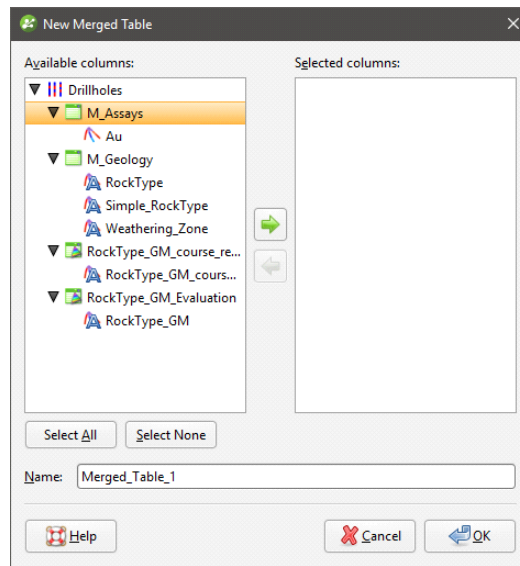 New Merged Table
Available columns:
Selected columns:
Drillholes
M_Assays
Au
M_Geology
RockType
Simple_RockType
Weathering_Zone
RockType_GM_course_re...
RockType_GM_cours...
RockType_GM_Evaluation
RockType_GM
Select All
Select None
Name: Merged_Table_1
Help
Cancel
OK